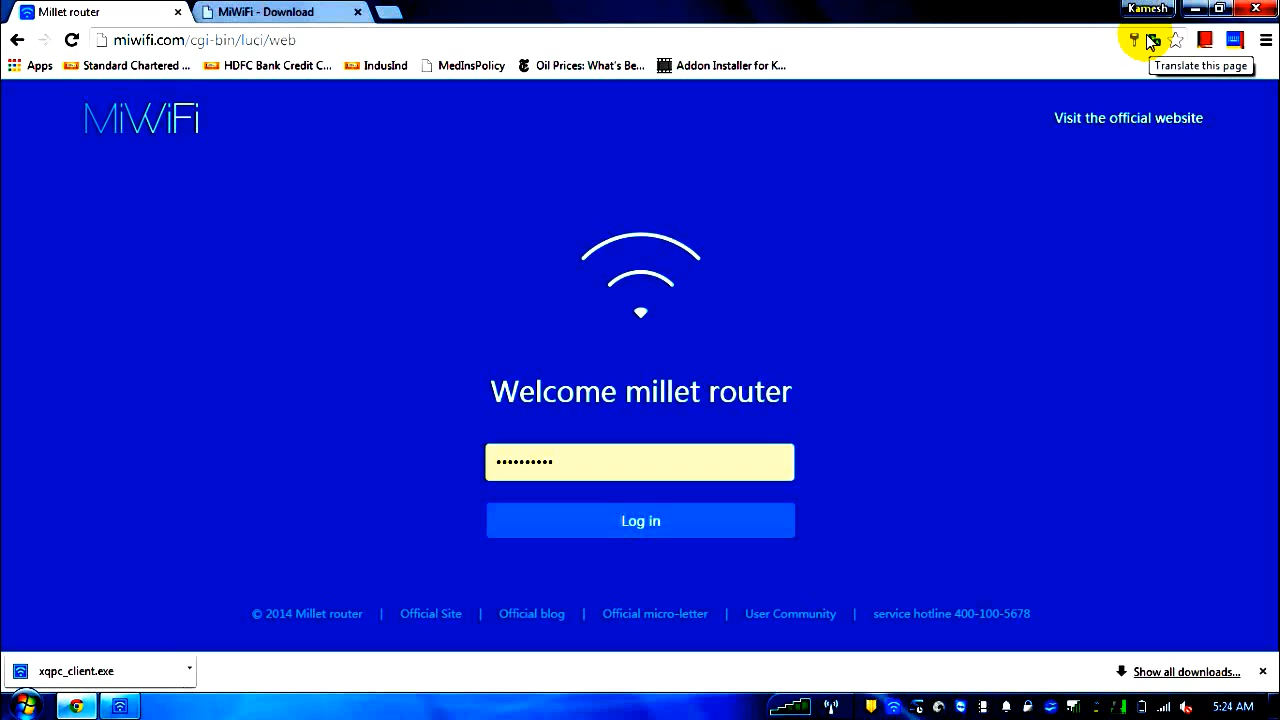 Millet router
MiWiFi - Download
Kamesh
miwifi.com/cgi-bin/luci/web
Translate this page
Apps
Standard Chartered ...
HDFC Bank Credit C...
IndusInd
MedInsPolicy
Oil Prices: What's Be...
Addon Installer for K...
MiWiFi
Visit the official website
Welcome millet router
••••••••••
Log in
© 2014 Millet router | Official Site | Official blog | Official micro-letter | User Community | service hotline 400-100-5678
xqpc_client.exe
Show all downloads...
5:24 AM